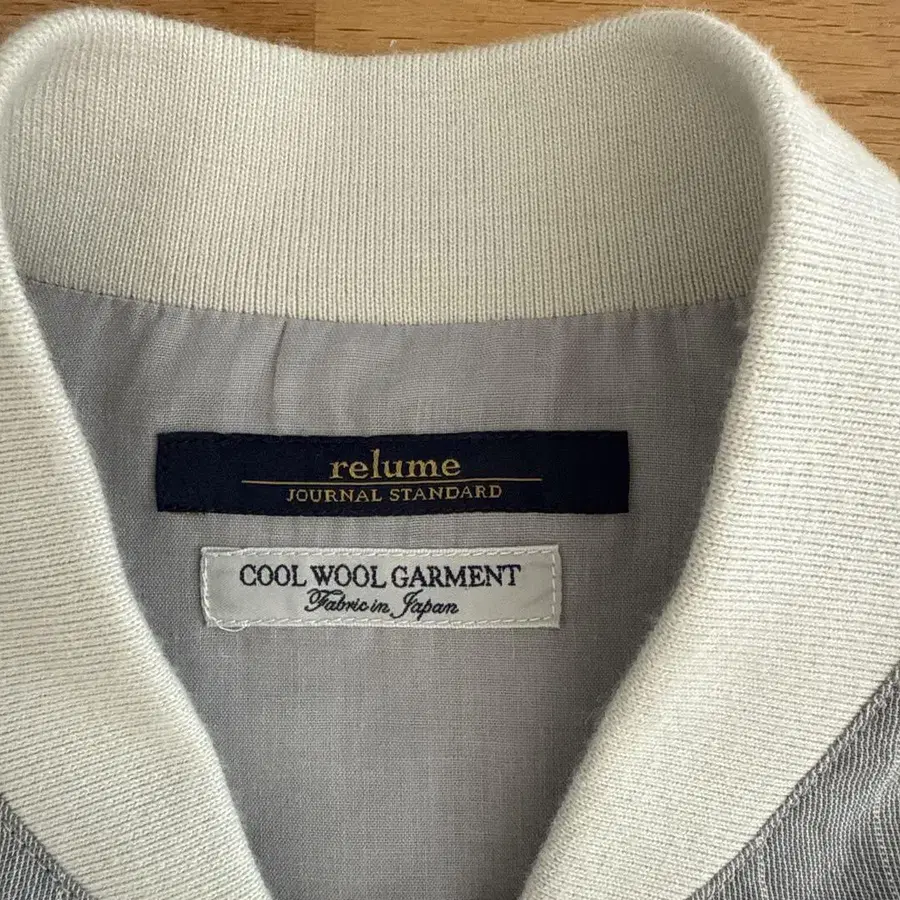 relume
JOURNAL STANDARD
COOL WOOL GARMENT
Fabric in Japan